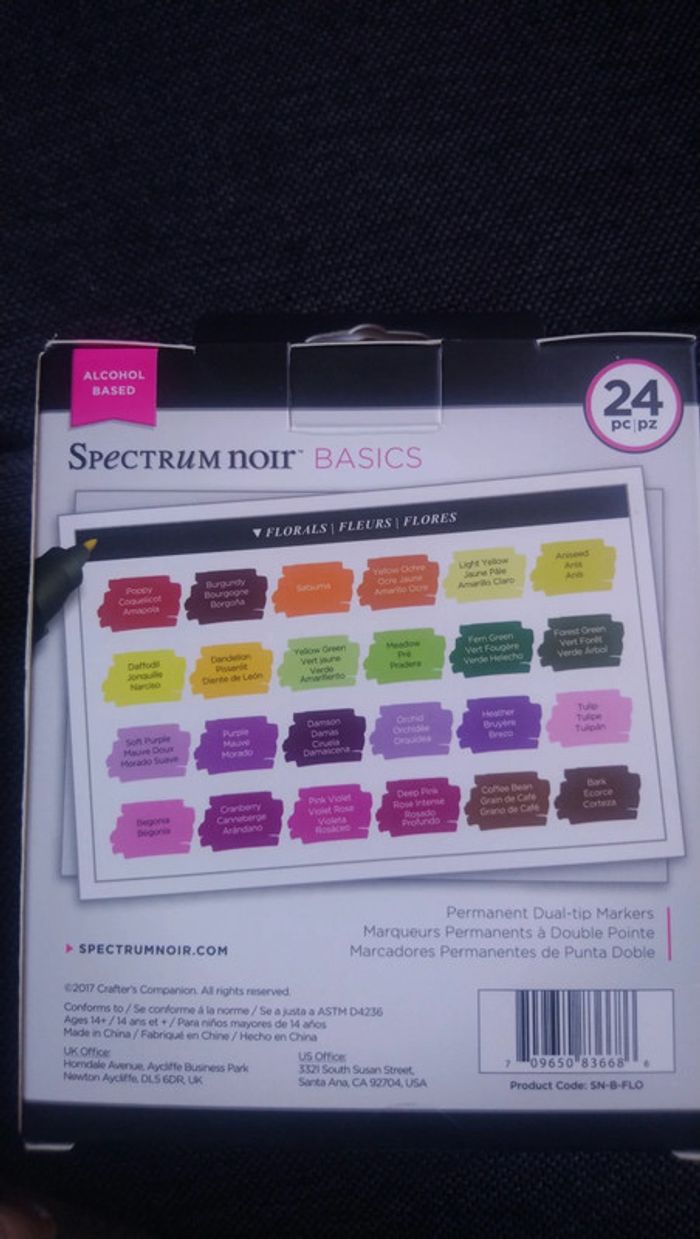 ALCOHOL
BASED
24
pc|pz
SPECTRUM NOIR™ BASICS
▼ FLORALS | FLEURS | FLORES
Poppy
Coquelicot
Amapola
Burgundy
Bourgogne
Borgoña
Satsuma
Yellow Ochre
Ocre Jaune
Amarillo Ocre
Light Yellow
Jaune Pâle
Amarillo Claro
Aniseed
Anis
Anis
Daffodil
Jonquille
Narciso
Dandelion
Pissenlit
Diente de León
Yellow Green
Vert jaune
Verde
Amarillento
Meadow
Pré
Pradera
Fern Green
Vert Fougère
Verde Helecho
Forest Green
Vert Forêt
Verde Árbol
Soft Purple
Mauve Doux
Morado Suave
Purple
Mauve
Morado
Damson
Damas
Ciruela
Damascena
Orchid
Orchidée
Orquídea
Heather
Bruyère
Brezo
Tulip
Tulipe
Tulipán
Begonia
Bégonia
Cranberry
Canneberge
Arándano
Pink Violet
Violet Rosa
Violeta
Rosáceo
Deep Pink
Rose Intense
Rosado
Profundo
Coffee Bean
Grain de Café
Grano de Café
Bark
Ecorce
Corteza
Permanent Dual-tip Markers
Marqueurs Permanents à Double Pointe
Marcadores Permanentes de Punta Doble
▶ SPECTRUMNOIR.COM
©2017 Crafter's Companion. All rights reserved.
Conforms to / Se conforme á la norme / Se a justa a ASTM D4236
Ages 14+ / 14 ans et + / Para niños mayores de 14 años
Made in China / Fabriqué en Chine / Hecho en China
UK Office:
Horndale Avenue, Aycliffe Business Park
Newton Aycliffe, DL5 6DR, UK
US Office:
3321 South Susan Street,
Santa Ana, CA 92704, USA
7 09650 83668 6
Product Code: SN-B-FLO